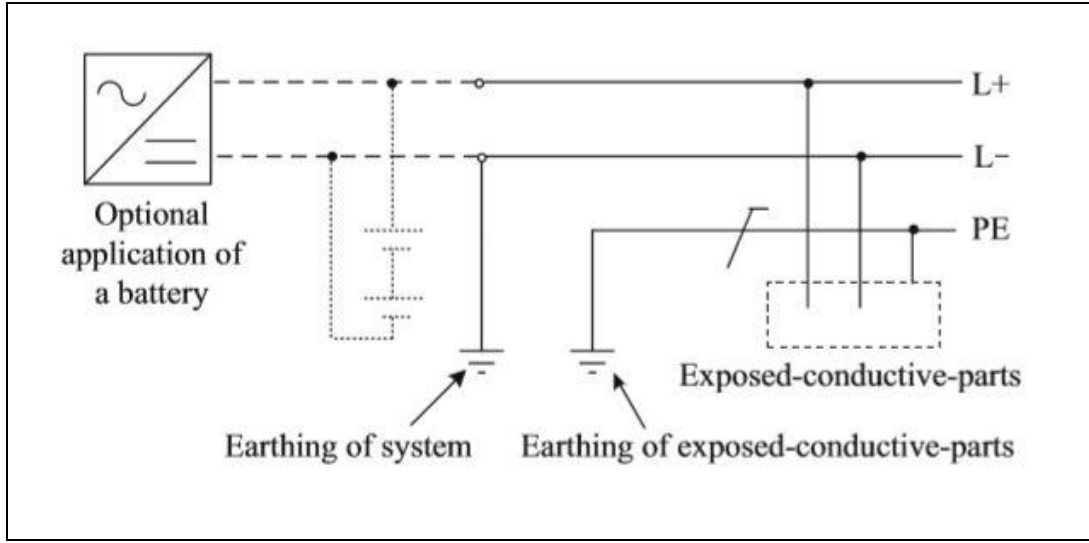 L+
L−
PE
Optional
application of
a battery
Exposed-conductive-parts
Earthing of system
Earthing of exposed-conductive-parts